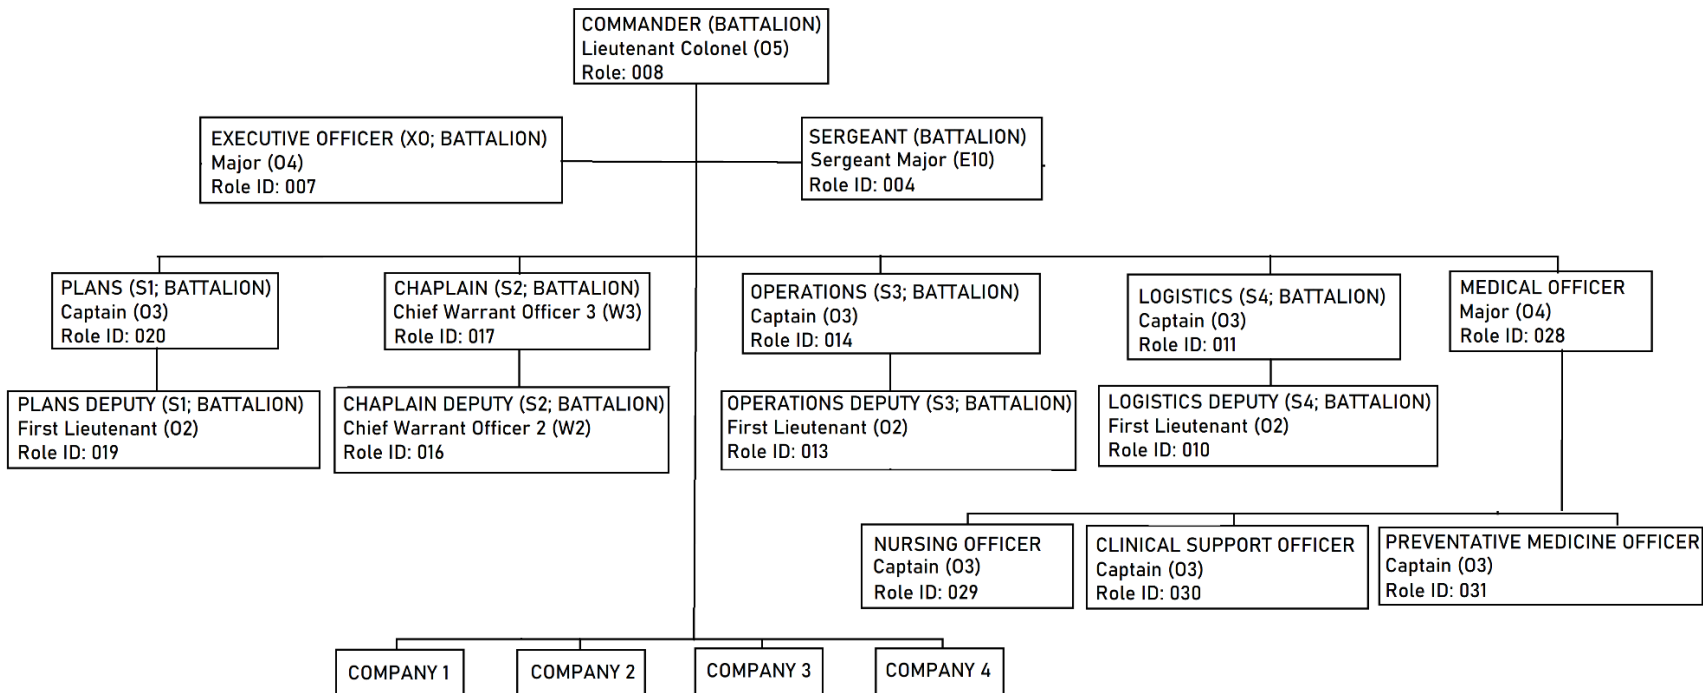 COMMANDER (BATTALION)
Lieutenant Colonel (O5)
Role: 008
EXECUTIVE OFFICER (XO; BATTALION)
Major (O4)
Role ID: 007
SERGEANT (BATTALION)
Sergeant Major (E10)
Role ID: 004
PLANS (S1; BATTALION)
Captain (O3)
Role ID: 020
CHAPLAIN (S2; BATTALION)
Chief Warrant Officer 3 (W3)
Role ID: 017
OPERATIONS (S3; BATTALION)
Captain (O3)
Role ID: 014
LOGISTICS (S4; BATTALION)
Captain (O3)
Role ID: 011
MEDICAL OFFICER
Major (O4)
Role ID: 028
PLANS DEPUTY (S1; BATTALION)
First Lieutenant (O2)
Role ID: 019
CHAPLAIN DEPUTY (S2; BATTALION)
Chief Warrant Officer 2 (W2)
Role ID: 016
OPERATIONS DEPUTY (S3; BATTALION)
First Lieutenant (O2)
Role ID: 013
LOGISTICS DEPUTY (S4; BATTALION)
First Lieutenant (O2)
Role ID: 010
NURSING OFFICER
Captain (O3)
Role ID: 029
CLINICAL SUPPORT OFFICER
Captain (O3)
Role ID: 030
PREVENTATIVE MEDICINE OFFICER
Captain (O3)
Role ID: 031
COMPANY 1
COMPANY 2
COMPANY 3
COMPANY 4